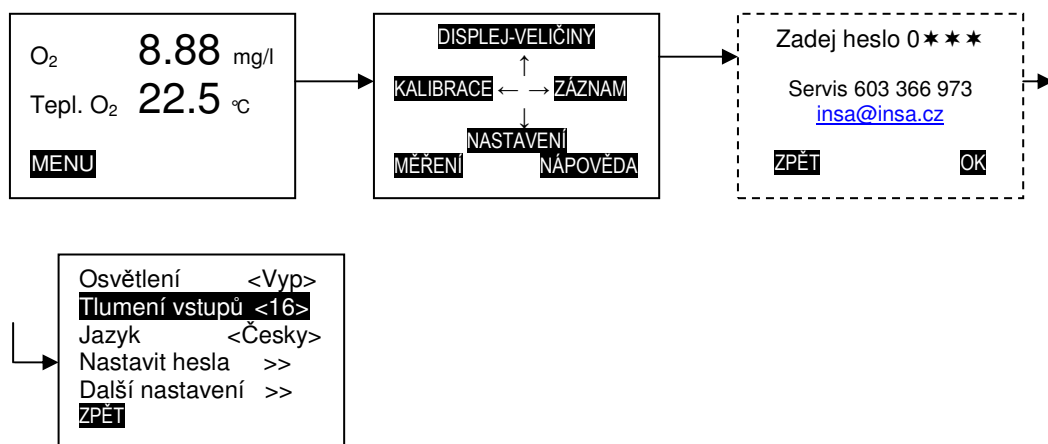 O₂ 8.88 mg/l
Tepl. O₂ 22.5 °C
MENU
DISPLEJ-VELIČINY
↑
KALIBRACE ← → ZÁZNAM
↓
NASTAVENÍ
MĚŘENÍ NÁPOVĚDA
Zadej heslo 0✶✶✶
Servis 603 366 973
insa@insa.cz
ZPĚT OK
Osvětlení <Vyp>
Tlumení vstupů <16>
Jazyk <Česky>
Nastavit hesla >>
Další nastavení >>
ZPĚT